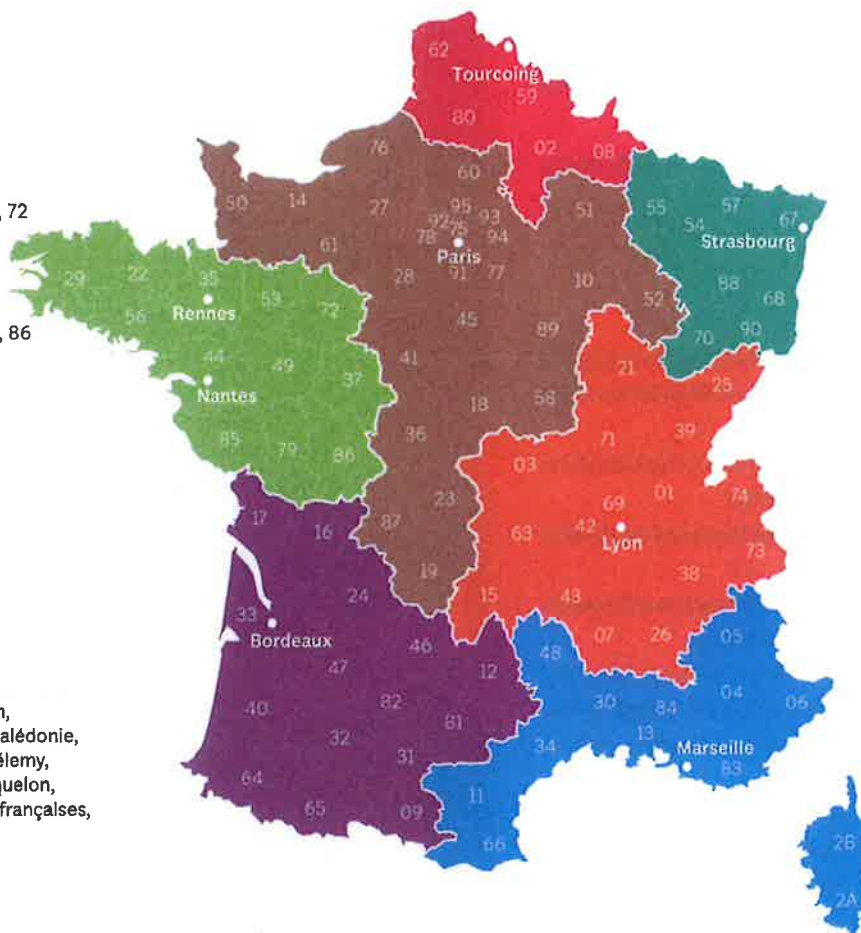 62
Tourcoing
59
80
02 08
76
60
, 72
50 14 27 95 51 55 57
92 93 54 67
78 75 94 Strasbourg
61 Paris
29 22 35 53 28 91 77 10 88
Rennes 72 52 68
, 86
56 45 89 70 90
44 49 41 21
Nantes 37 18 58 25
85 79 86 36 71 39
03
23 69 01 74
17 16 87 63 42 Lyon
73
19 38
24 15 43
33 07 26 05
Bordeaux 46 48
47 12
n,
40 82 30 84 04 06
alédonie,
32 81 13
élemy,
31 34 Marseille
quelon,
64 83
françaises,
65 09 11
66 2B
2A